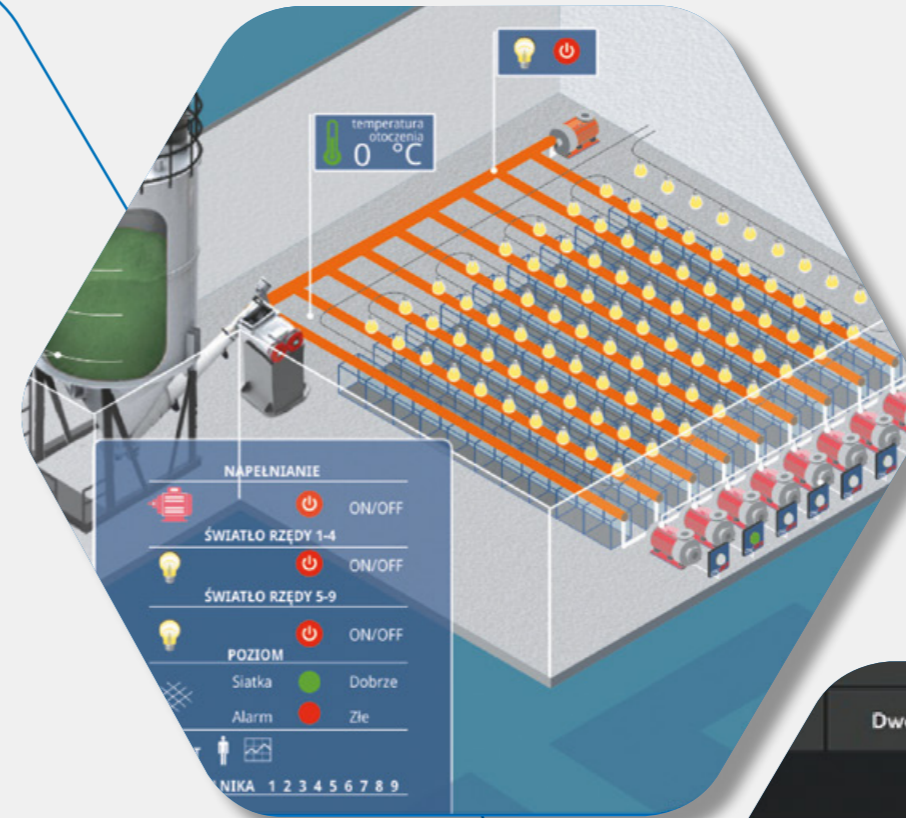 temperatura
otoczenia
0 °C
NAPEŁNIANIE
ON/OFF
ŚWIATŁO RZĘDY 1-4
ON/OFF
ŚWIATŁO RZĘDY 5-9
ON/OFF
POZIOM
Siatka Dobrze
Alarm Złe
NIKA 1 2 3 4 5 6 7 8 9